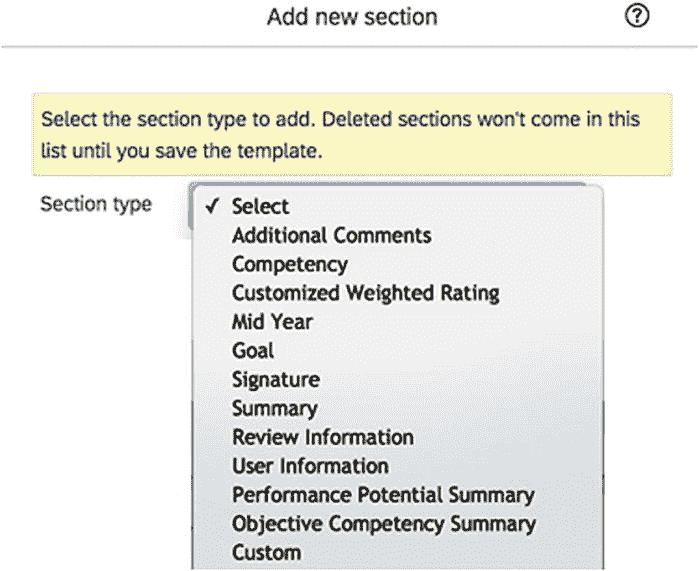 Add new section
Select the section type to add. Deleted sections won't come in this
list until you save the template.
Section type
✓ Select
Additional Comments
Competency
Customized Weighted Rating
Mid Year
Goal
Signature
Summary
Review Information
User Information
Performance Potential Summary
Objective Competency Summary
Custom